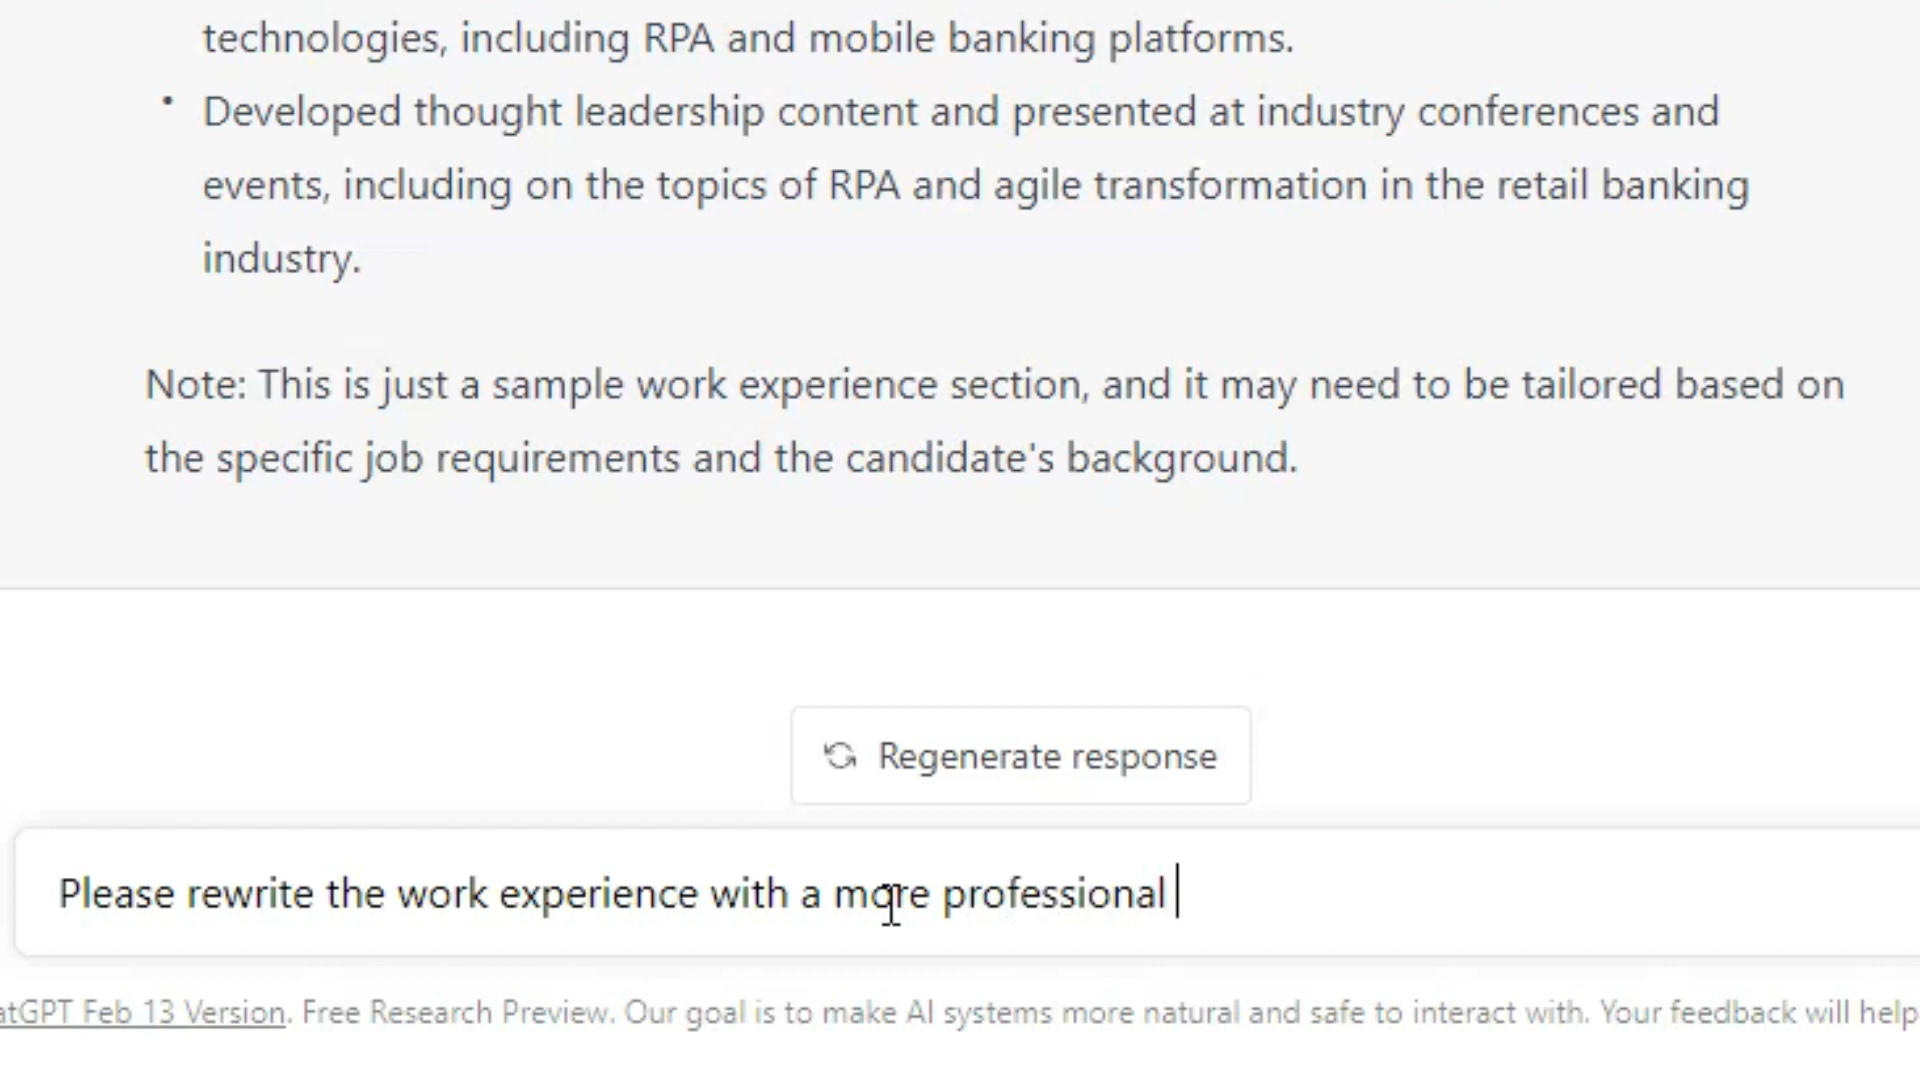 technologies, including RPA and mobile banking platforms.
• Developed thought leadership content and presented at industry conferences and
events, including on the topics of RPA and agile transformation in the retail banking
industry.
Note: This is just a sample work experience section, and it may need to be tailored based on
the specific job requirements and the candidate's background.
Regenerate response
Please rewrite the work experience with a more professional
atGPT Feb 13 Version. Free Research Preview. Our goal is to make AI systems more natural and safe to interact with. Your feedback will help